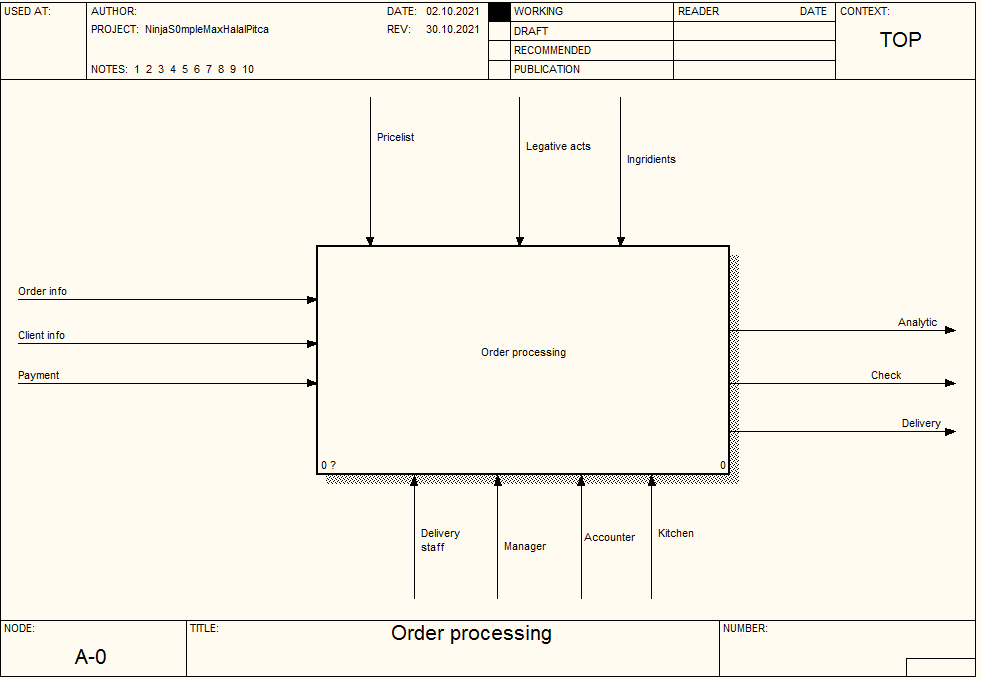 USED AT:
AUTHOR:
DATE: 02.10.2021
PROJECT: NinjaS0mpleMaxHalalPitca
REV: 30.10.2021
NOTES: 1 2 3 4 5 6 7 8 9 10
WORKING
DRAFT
RECOMMENDED
PUBLICATION
READER DATE
CONTEXT:
TOP
Pricelist
Legative acts
Ingridients
Order info
Client info
Payment
Order processing
0 ?
0
Analytic
Check
Delivery
Delivery
staff
Manager
Accounter
Kitchen
NODE:
A-0
TITLE:
Order processing
NUMBER: